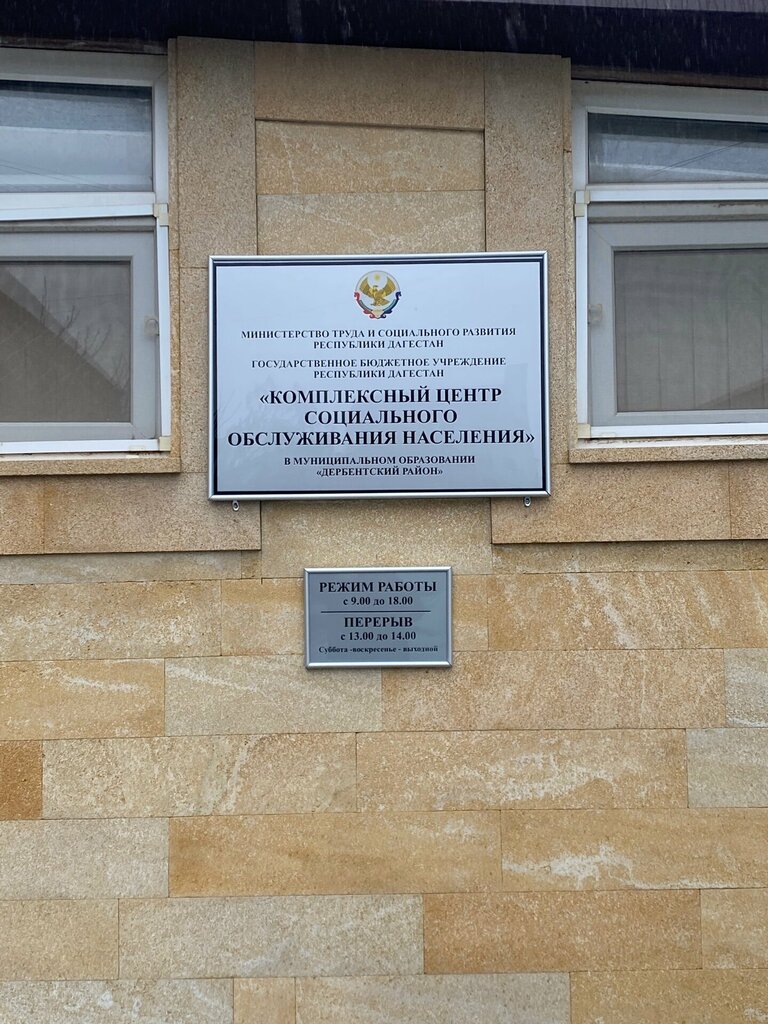 МИНИСТЕРСТВО ТРУДА И СОЦИАЛЬНОГО РАЗВИТИЯ
РЕСПУБЛИКИ ДАГЕСТАН
ГОСУДАРСТВЕННОЕ БЮДЖЕТНОЕ УЧРЕЖДЕНИЕ
РЕСПУБЛИКИ ДАГЕСТАН
«КОМПЛЕКСНЫЙ ЦЕНТР
СОЦИАЛЬНОГО
ОБСЛУЖИВАНИЯ НАСЕЛЕНИЯ»
В МУНИЦИПАЛЬНОМ ОБРАЗОВАНИИ
«ДЕРБЕНТСКИЙ РАЙОН»
РЕЖИМ РАБОТЫ
с 9.00 до 18.00
ПЕРЕРЫВ
с 13.00 до 14.00
Суббота -воскресенье - выходной